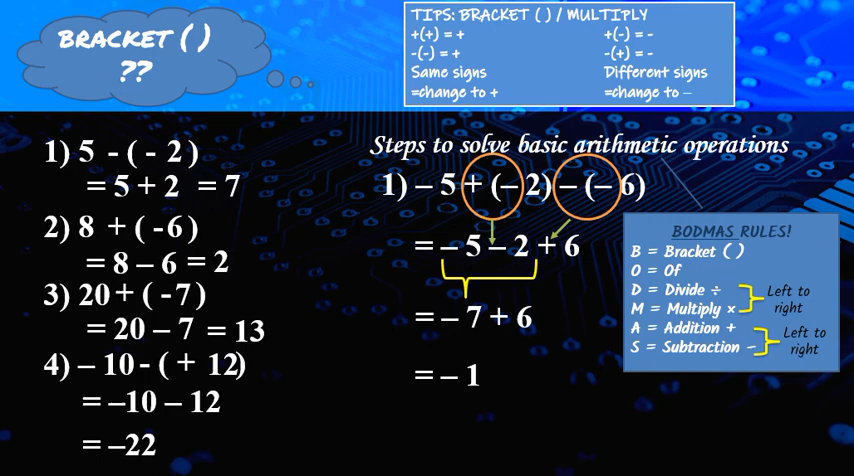 BRACKET ( )
??
TIPS: BRACKET ( ) / MULTIPLY
+(+) = + +(-) = -
-(-) = + -(+) = -
Same signs Different signs
=change to + =change to –
1) 5 - ( - 2 )
= 5 + 2 = 7
2) 8 + ( -6 )
= 8 – 6 = 2
3) 20 + ( -7 )
= 20 – 7 = 13
4) – 10 - ( + 12)
= –10 – 12
= –22
Steps to solve basic arithmetic operations
1) – 5 + (– 2) – (– 6)
= – 5 – 2 + 6
= – 7 + 6
= – 1
BODMAS RULES!
B = Bracket ( )
O = Of
D = Divide ÷
M = Multiply ×
Left to
right
A = Addition +
S = Subtraction –
Left to
right